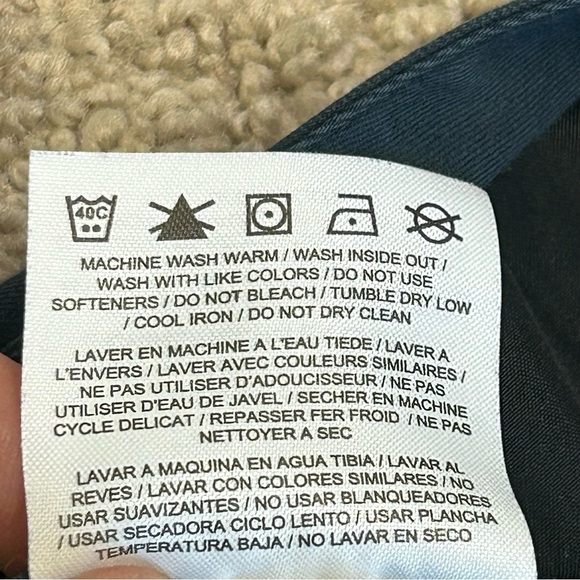 40C
MACHINE WASH WARM / WASH INSIDE OUT /
WASH WITH LIKE COLORS / DO NOT USE
SOFTENERS / DO NOT BLEACH / TUMBLE DRY LOW
/ COOL IRON / DO NOT DRY CLEAN
LAVER EN MACHINE A L'EAU TIEDE / LAVER A
L'ENVERS / LAVER AVEC COULEURS SIMILAIRES /
NE PAS UTILISER D'ADOUCISSEUR / NE PAS
UTILISER D'EAU DE JAVEL / SECHER EN MACHINE
CYCLE DELICAT / REPASSER FER FROID / NE PAS
NETTOYER A SEC
LAVAR A MAQUINA EN AGUA TIBIA / LAVAR AL
REVES / LAVAR CON COLORES SIMILARES / NO
USAR SUAVIZANTES / NO USAR BLANQUEADORES
/ USAR SECADORA CICLO LENTO / USAR PLANCHA
TEMPERATURA BAJA / NO LAVAR EN SECO